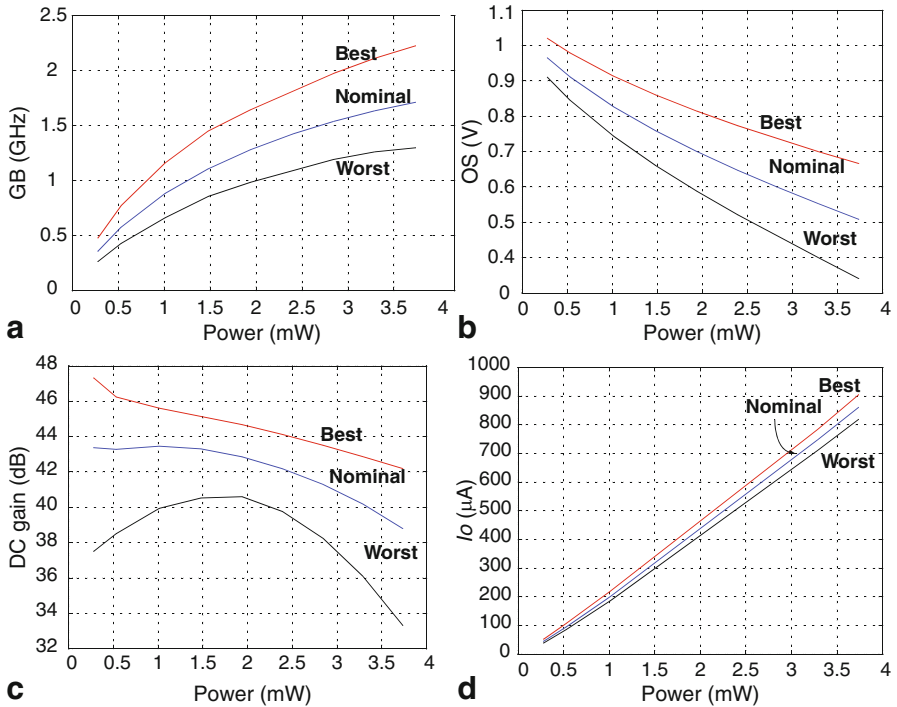 2.5
2
1.5
1
0.5
0
GB (GHz)
Best
Nominal
Worst
0 0.5 1 1.5 2 2.5 3 3.5 4
Power (mW)
a
1.1
1
0.9
0.8
0.7
0.6
0.5
0.4
0
OS (V)
Best
Nominal
Worst
0 0.5 1 1.5 2 2.5 3 3.5 4
Power (mW)
b
48
46
44
42
40
38
36
34
32
DC gain (dB)
Best
Nominal
Worst
0 0.5 1 1.5 2 2.5 3 3.5 4
Power (mW)
c
1000
900
800
700
600
500
400
300
200
100
0
Io (μA)
Best
Nominal
Worst
0 0.5 1 1.5 2 2.5 3 3.5 4
Power (mW)
d